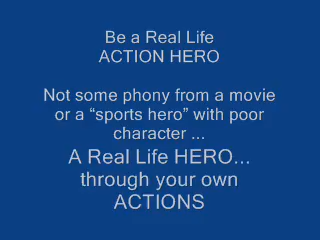 Be a Real Life
ACTION HERO
Not some phony from a movie
or a “sports hero” with poor
character ...
A Real Life HERO...
through your own
ACTIONS